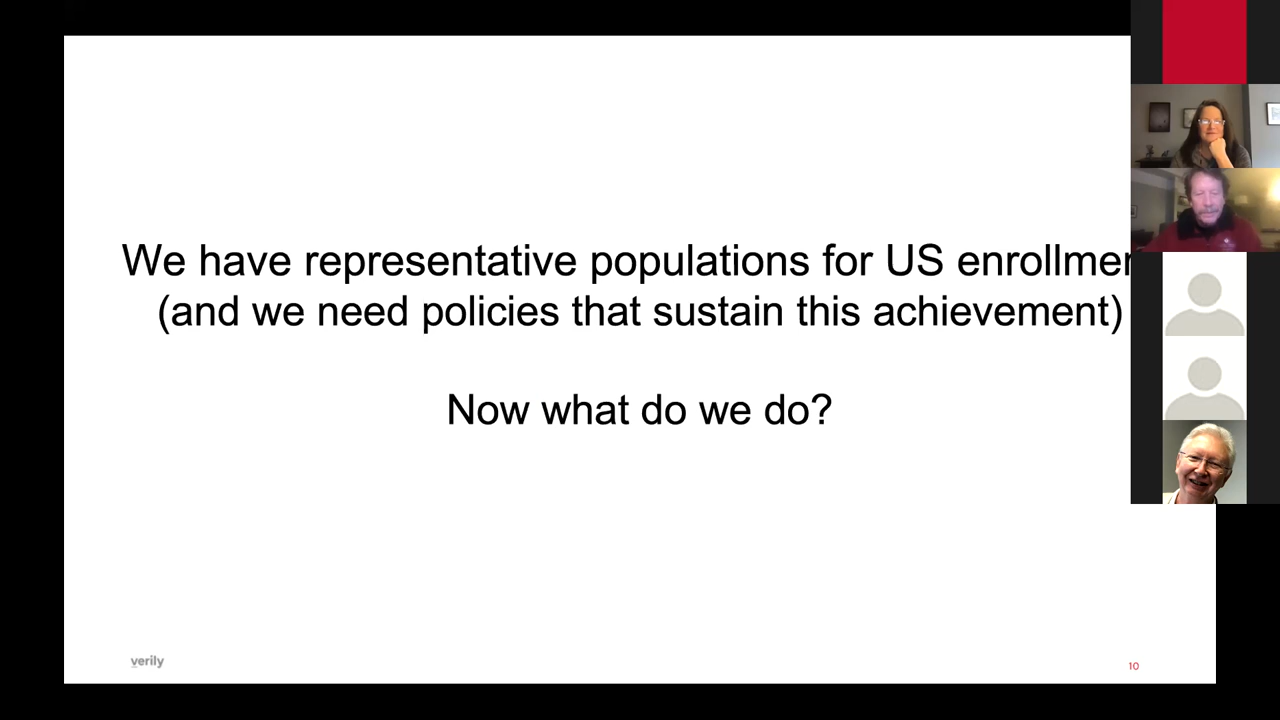 We have representative populations for US
(and we need policies that sustain this achievement)
Now what do we do?
verily
10